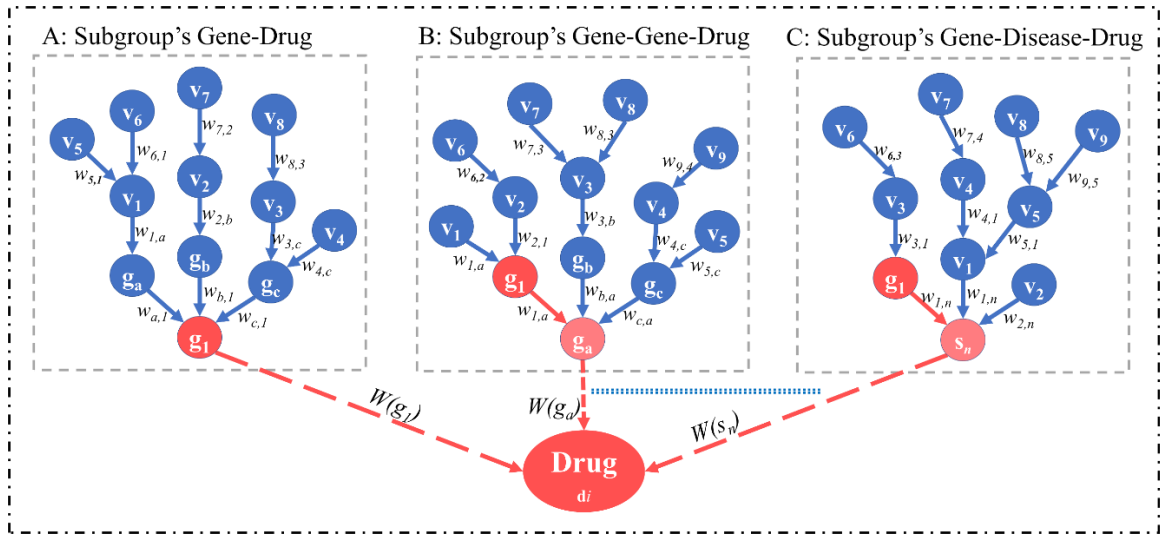 A: Subgroup's Gene-Drug
v7
v6
v8
v5
w7,2
w6,1
w8,3
w5,1
v2
v1
v3
v4
w2,b
w1,a
w3,c
w4,c
gb
ga
gc
wb,1
wa,1
wc,1
g1
B: Subgroup's Gene-Gene-Drug
v7
v8
v6
v9
w7,3
w8,3
w9,4
w6,2
v3
v2
v4
v1
v5
w3,b
w2,1
w4,c
w1,a
w5,c
gb
g1
gc
wb,a
w1,a
wc,a
ga
C: Subgroup's Gene-Disease-Drug
v7
v8
v6
v9
w7,4
w6,3
w8,5
w9,5
v4
v3
v5
w4,1
w3,1
w5,1
v1
g1
v2
w1,n
w1,n
w2,n
sn
W(g1)
W(ga)
W(sn)
Drug
di